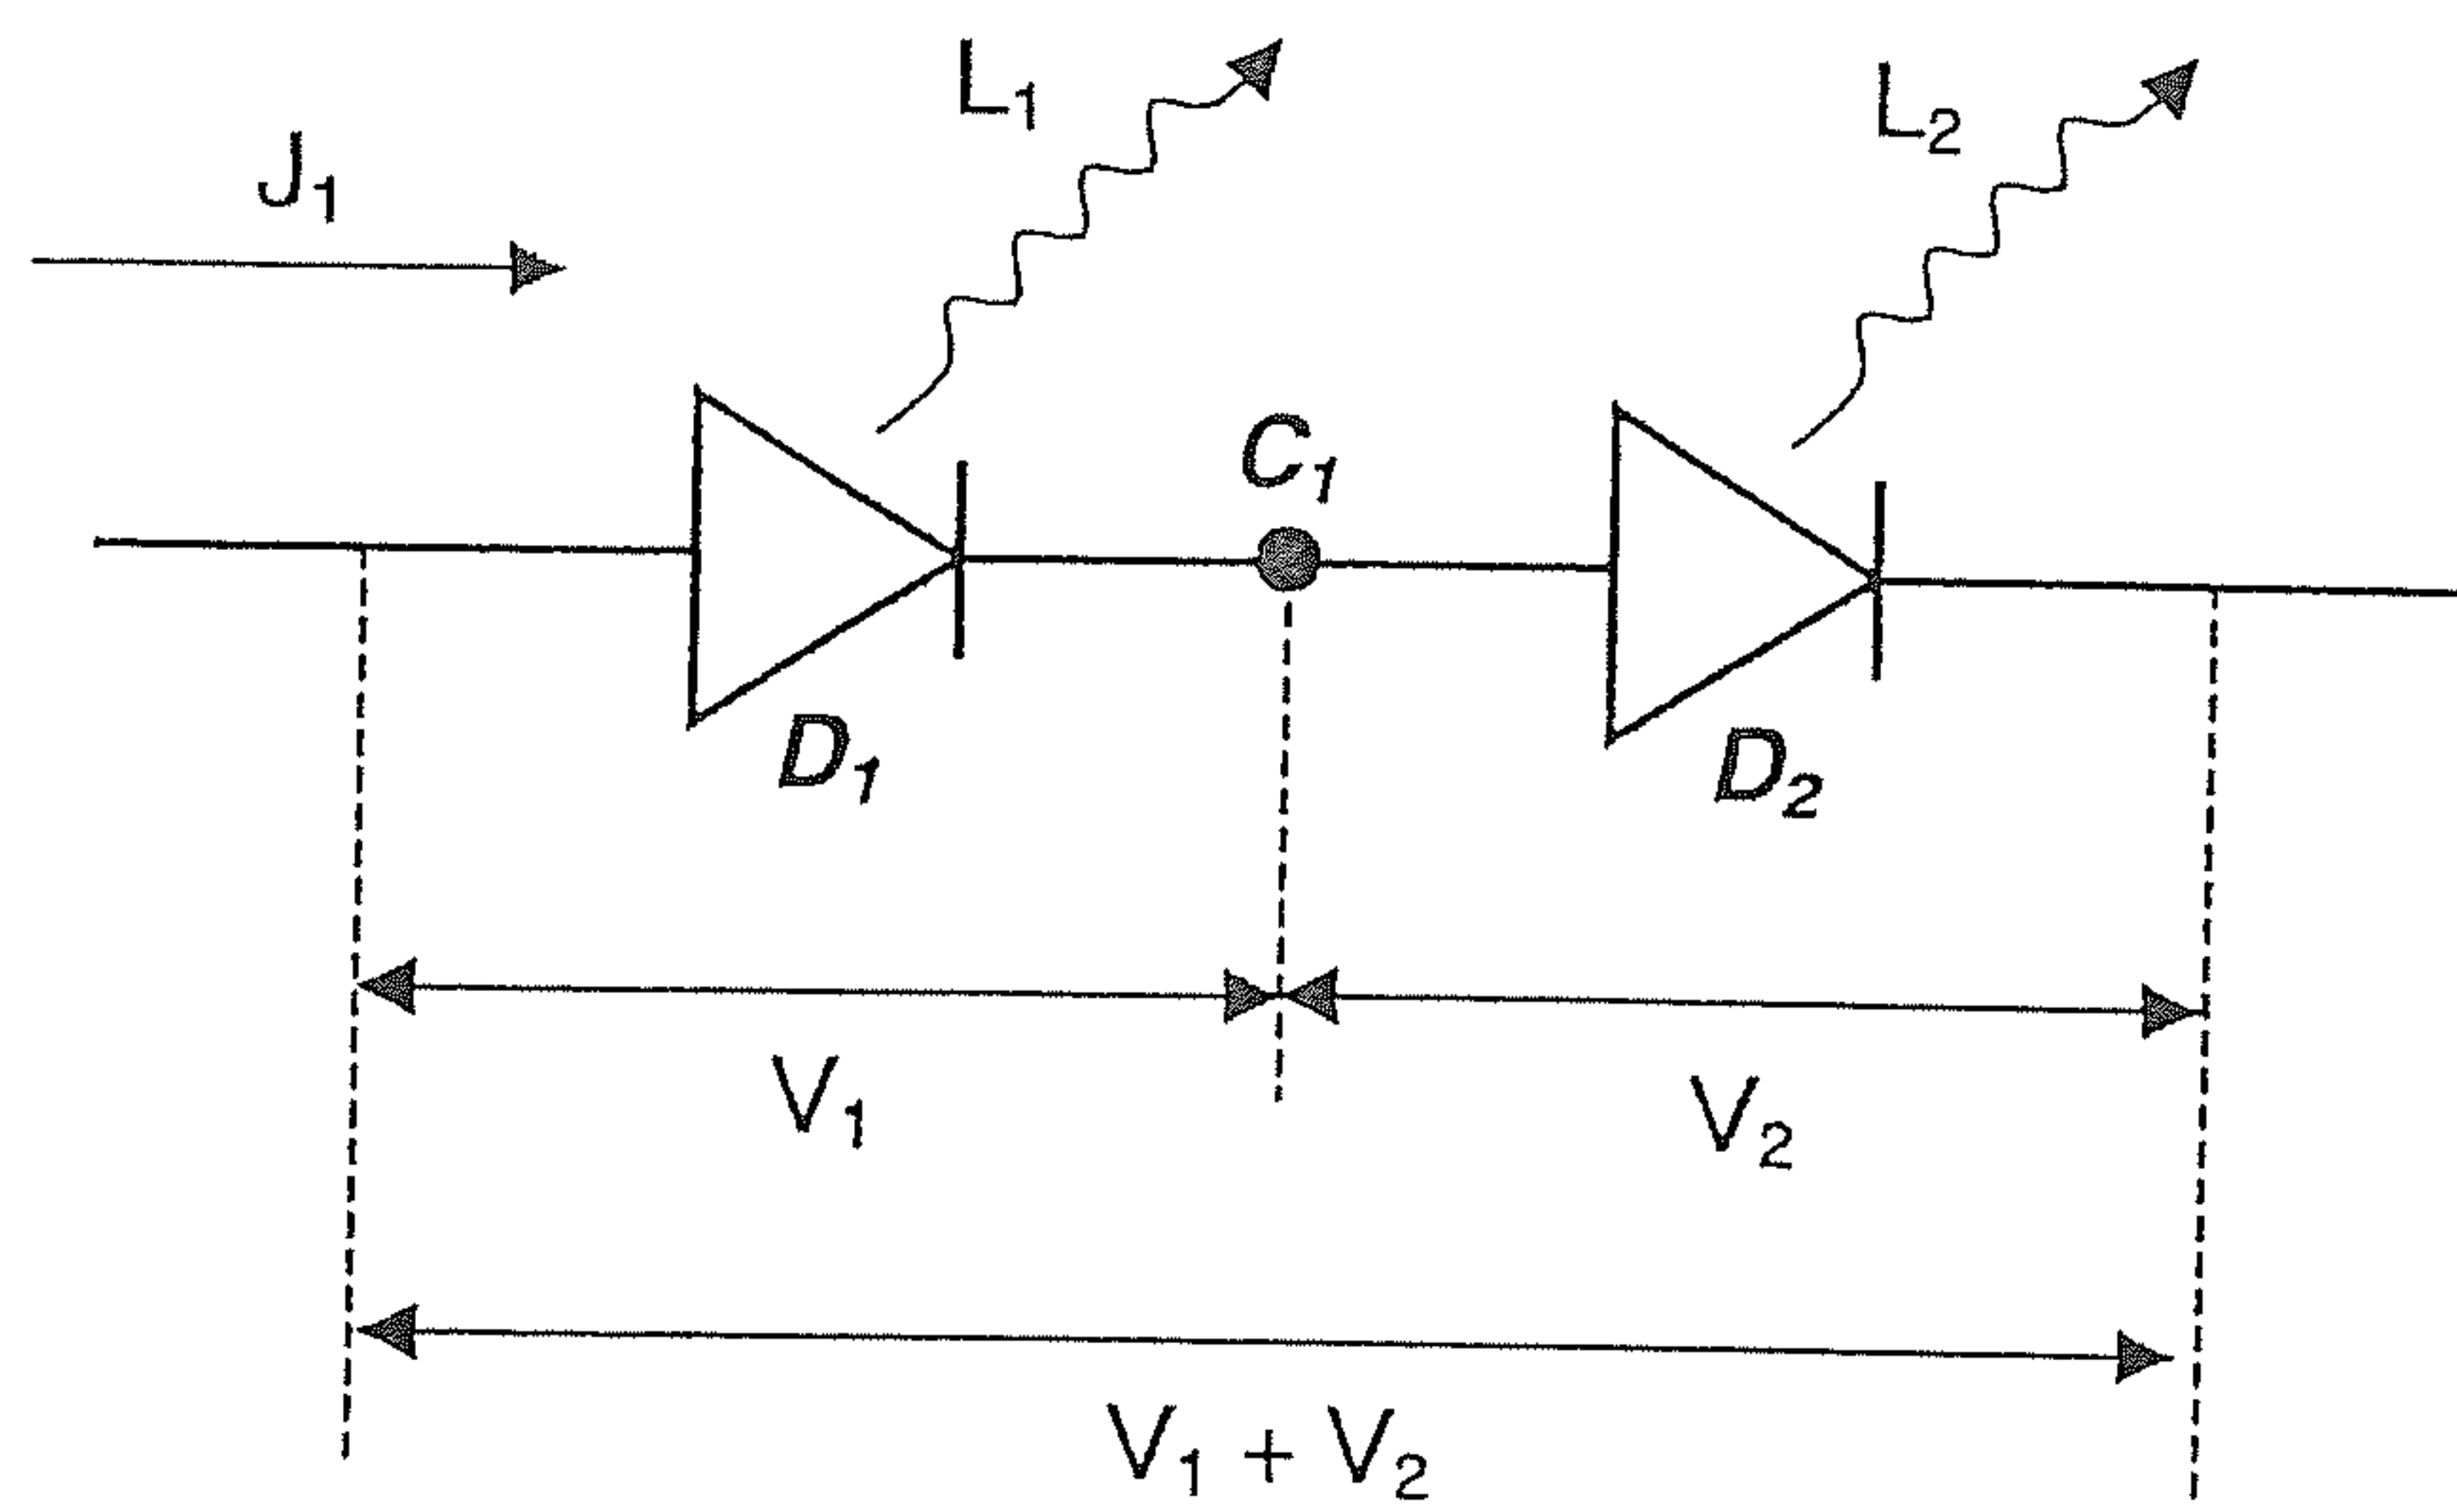 L₁
L₂
J₁
C₁
D₁
D₂
V₁
V₂
V₁ + V₂